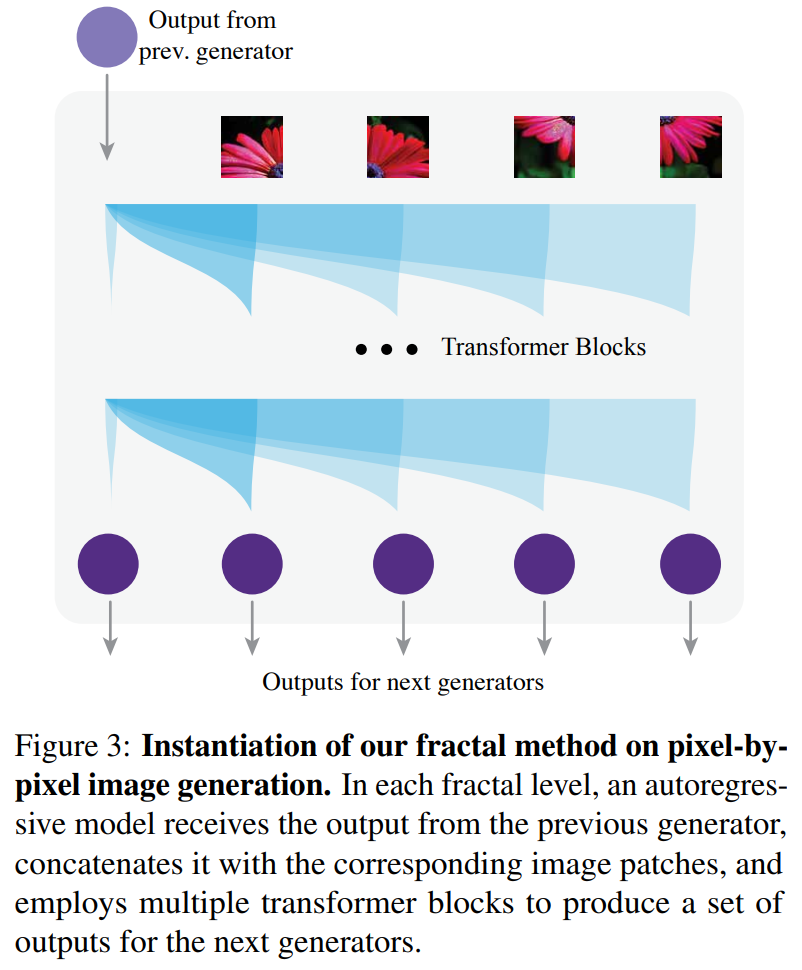 Output from
prev. generator
Transformer Blocks
Outputs for next generators
Figure 3: Instantiation of our fractal method on pixel-by-
pixel image generation. In each fractal level, an autoregres-
sive model receives the output from the previous generator,
concatenates it with the corresponding image patches, and
employs multiple transformer blocks to produce a set of
outputs for the next generators.